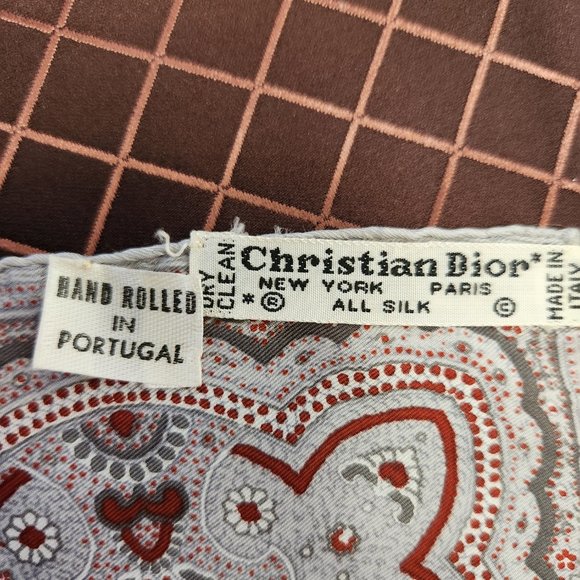 HAND ROLLED
IN
PORTUGAL
DRY
CLEAN
Christian Dior*
NEW YORK PARIS
*® ALL SILK ©
MADE IN
ITALY